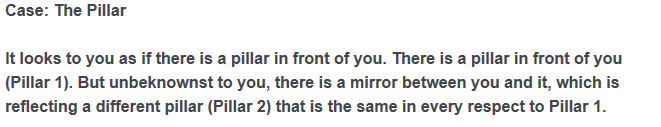 Case: The Pillar
It looks to you as if there is a pillar in front of you. There is a pillar in front of you
(Pillar 1). But unbeknownst to you, there is a mirror between you and it, which is
reflecting a different pillar (Pillar 2) that is the same in every respect to Pillar 1.